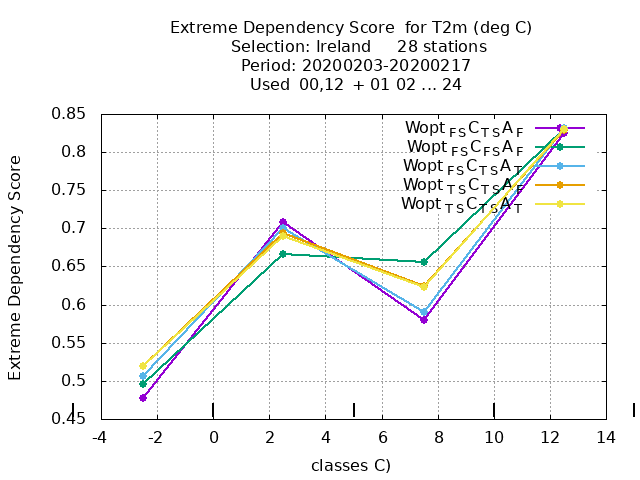 Extreme Dependency Score  for T2m (deg C)
Selection: Ireland     28 stations
Period: 20200203-20200217
Used  00,12  + 01 02 ... 24
Extreme Dependency Score
0.85
0.8
0.75
0.7
0.65
0.6
0.55
0.5
0.45
Wopt FS C TS A F
Wopt FS C FS A F
Wopt FS C TS A T
Wopt TS C TS A F
Wopt TS C TS A T
-4 -2 0 2 4 6 8 10 12 14
classes C)